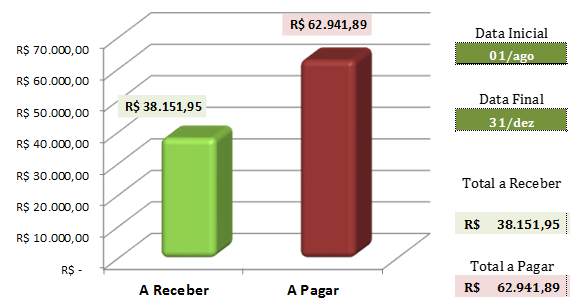 R$ 70.000,00
R$ 60.000,00
R$ 50.000,00
R$ 40.000,00
R$ 30.000,00
R$ 20.000,00
R$ 10.000,00
R$ -
R$ 38.151,95
R$ 62.941,89
A Receber
A Pagar
Data Inicial
01/ago
Data Final
31/dez
Total a Receber
R$ 38.151,95
Total a Pagar
R$ 62.941,89